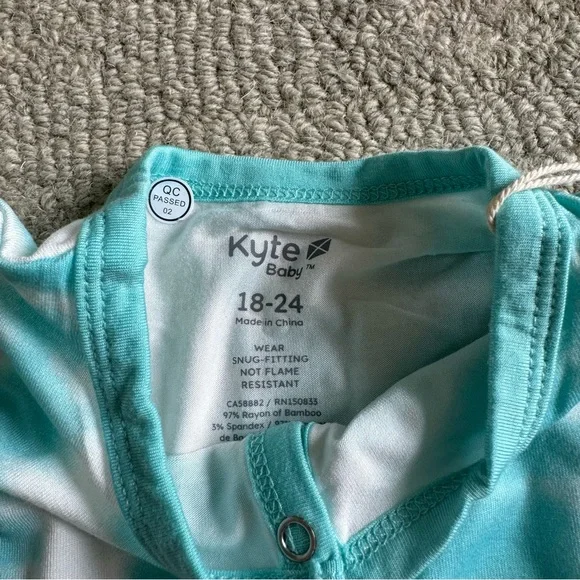 QC
PASSED
02
Kyte
Baby™
18-24
Made in China
WEAR
SNUG-FITTING
NOT FLAME
RESISTANT
CA58882 / RN150833
97% Rayon of Bamboo
3% Spandex /
de